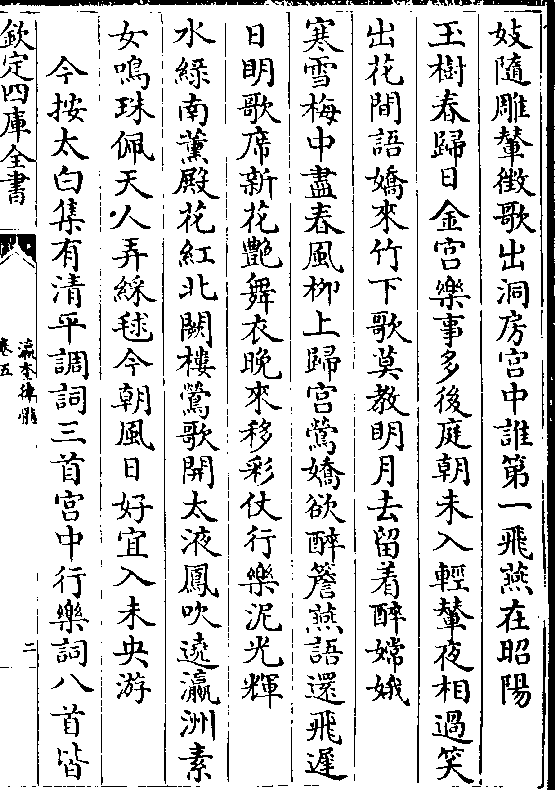 妓隨雕輦徴歌出洞房宫中誰第一飛燕在昭陽
玉樹春歸日金宫樂事多後庭朝未入輕輦夜相過笑
出花間語嬌來竹下歌莫教明月去留着醉嫦娥
寒雪梅中盡春風柳上歸宫鶯嬌欲醉簷燕語還飛遲
日明歌席新花艷舞衣晚來移彩仗行樂泥光輝
水緑南薰殿花紅北闕樓鶯歌開太液鳳吹遶瀛洲素
女鳴珠佩天人弄綵毬今朝風日好宜入未央游
今按太白集有清平調詞三首宫中行樂詞八首皆
欽定四庫全書
瀛奎律髓
卷五
二